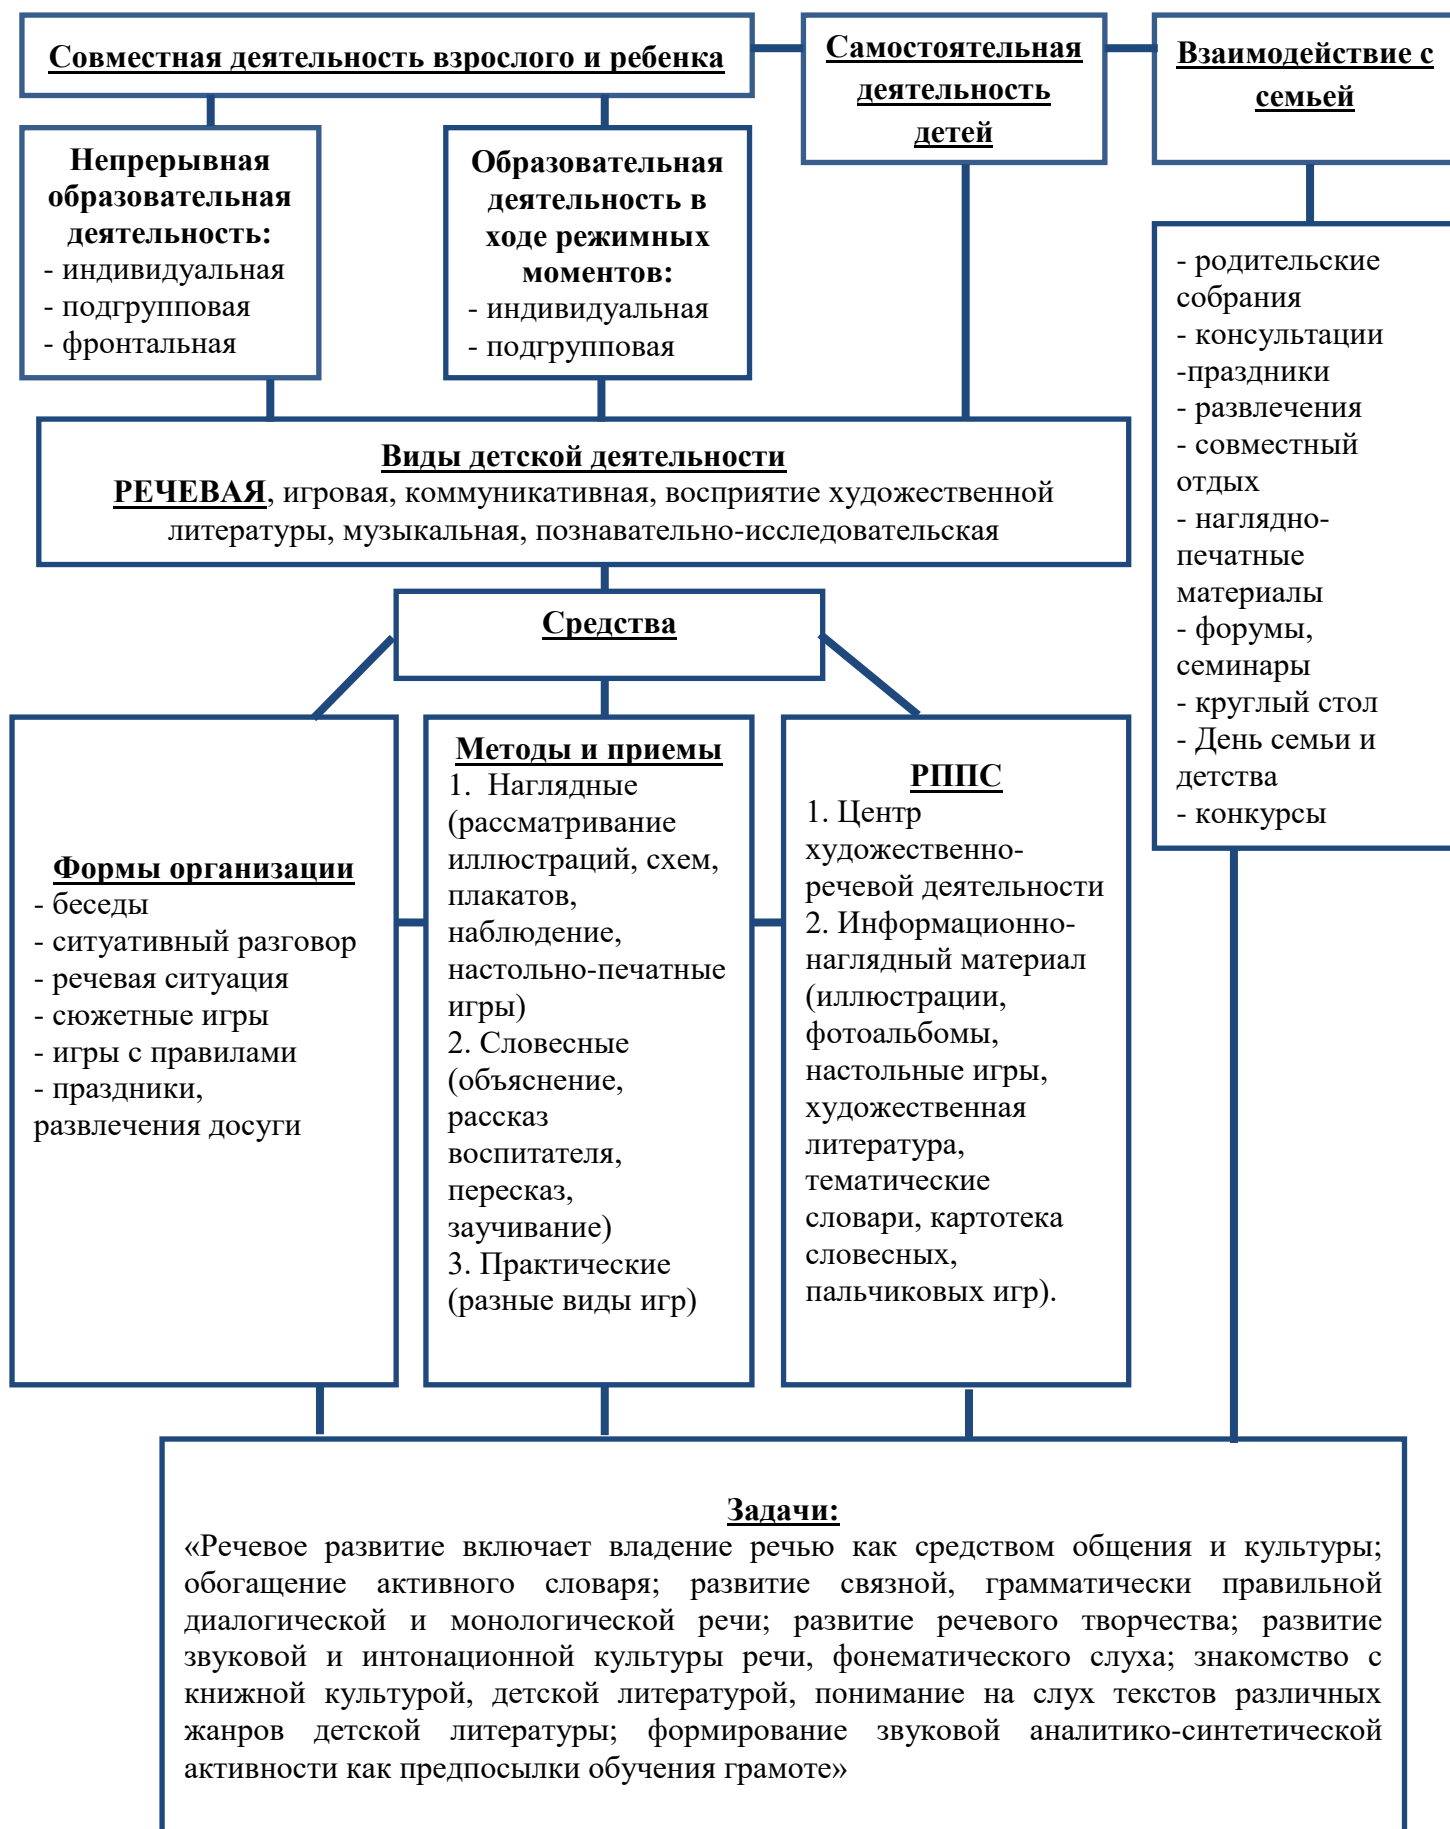 Совместная деятельность взрослого и ребенка
Самостоятельная
деятельность
детей
Взаимодействие с
семьей
Непрерывная
образовательная
деятельность:
- индивидуальная
- подгрупповая
- фронтальная
Образовательная
деятельность в
ходе режимных
моментов:
- индивидуальная
- подгрупповая
- родительские
собрания
- консультации
-праздники
- развлечения
- совместный
отдых
- наглядно-
печатные
материалы
- форумы,
семинары
- круглый стол
- День семьи и
детства
- конкурсы
Виды детской деятельности
РЕЧЕВАЯ, игровая, коммуникативная, восприятие художественной
литературы, музыкальная, познавательно-исследовательская
Средства
Формы организации
- беседы
- ситуативный разговор
- речевая ситуация
- сюжетные игры
- игры с правилами
- праздники,
развлечения досуги
Методы и приемы
1. Наглядные
(рассматривание
иллюстраций, схем,
плакатов,
наблюдение,
настольно-печатные
игры)
2. Словесные
(объяснение,
рассказ
воспитателя,
пересказ,
заучивание)
3. Практические
(разные виды игр)
РППС
1. Центр
художественно-
речевой деятельности
2. Информационно-
наглядный материал
(иллюстрации,
фотоальбомы,
настольные игры,
художественная
литература,
тематические
словари, картотека
словесных,
пальчиковых игр).
Задачи:
«Речевое развитие включает владение речью как средством общения и культуры;
обогащение активного словаря; развитие связной, грамматически правильной
диалогической и монологической речи; развитие речевого творчества; развитие
звуковой и интонационной культуры речи, фонематического слуха; знакомство с
книжной культурой, детской литературой, понимание на слух текстов различных
жанров детской литературы; формирование звуковой аналитико-синтетической
активности как предпосылки обучения грамоте»